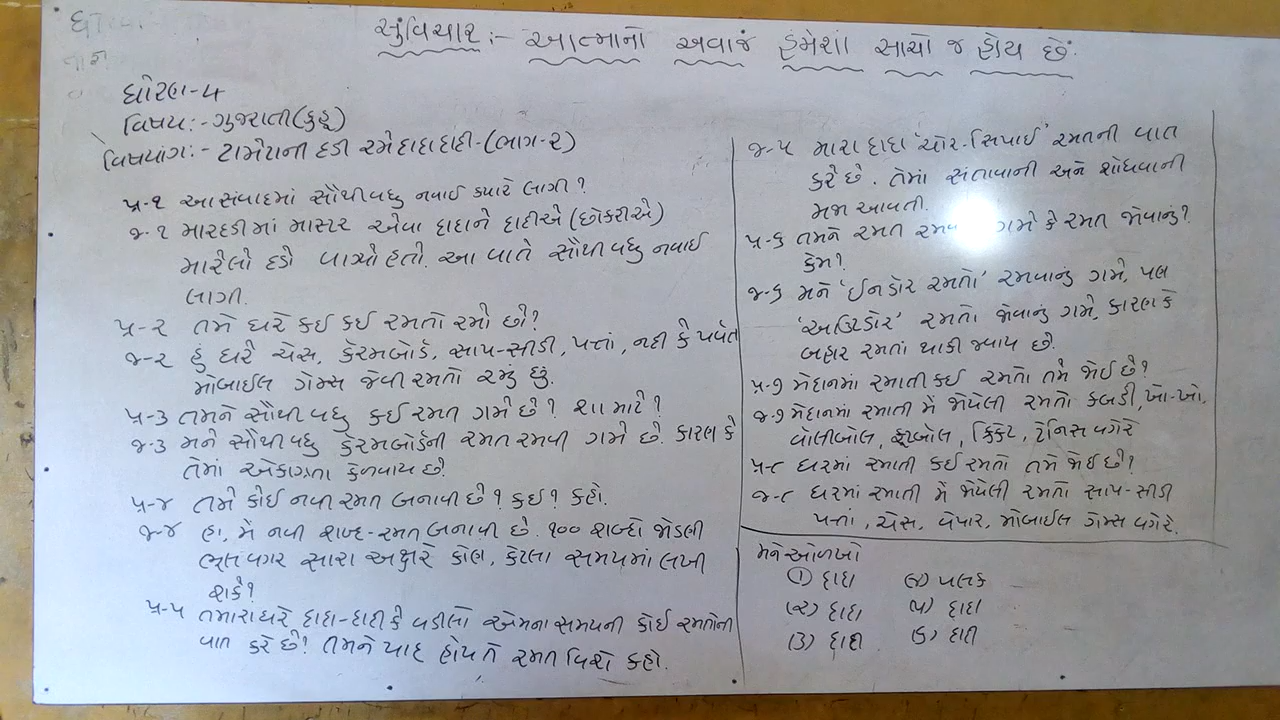 સુવિચાર :- આત્માનો અવાજ હંમેશાં સાચો જ હોય છે.
ધોરણ-4
વિષય:- ગુજરાતી(કુહૂ)
વિષયાંગ:- ટામેટાની દડી રમે દાદાદાદી-(ભાગ-૨)
પ્ર-૧ આ સંવાદમાં સૌથી વધુ નવાઈ ક્યારે લાગી?
જ-૧ મારદડીમાં માસ્ટર એવા દાદાને દાદીએ (છોકરીએ)
મારેલો દડો વાગ્યો હતો. આ વાતે સૌથી વધુ નવાઈ
લાગી.
પ્ર-૨ તમે ઘરે કઈ કઈ રમતો રમો છો?
જ-૨ હું ઘરે ચેસ, કેરમબોર્ડ, સાપ-સીડી, પત્તાં, નદી કે પર્વત
મોબાઈલ ગેમ્સ જેવી રમતો રમું છું.
પ્ર-૩ તમને સૌથી વધુ કઈ રમત ગમે છે? શા માટે?
જ-૩ મને સૌથી વધુ કેરમબોર્ડની રમત રમવી ગમે છે. કારણ કે
તેમાં એકાગ્રતા કેળવાય છે.
પ્ર-૪ તમે કોઈ નવી રમત બનાવી છે? કઈ? કહો.
જ-૪ હા, મેં નવી શબ્દ-રમત બનાવી છે. ૧૦૦ શબ્દો જોડણી
ભૂલ વગર સારા અક્ષરે કોણ, કેટલા સમયમાં લખી
શકે?
પ્ર-૫ તમારા ઘરે દાદા-દાદી કે વડીલો એમના સમયની કોઈ રમતોની
વાત કરે છે? તમને યાદ હોય તે રમત વિશે કહો.
જ-૫ મારા દાદા 'ચોર-સિપાઈ' રમતની વાત
કરે છે. તેમાં સંતાવાની અને શોધવાની
મજા આવતી.
પ્ર-૬ તમને રમત ગમે કે રમત જોવાનું?
કેમ?
જ-૬ મને 'ઈનડોર રમતો' રમવાનું ગમે, પણ
'આઉટડોર' રમતો જોવાનું ગમે, કારણ કે
બહાર રમતાં થાકી જવાય છે.
પ્ર-૭ મેદાનમાં રમાતી કઈ રમતો તમે જોઈ છે?
જ-૭ મેદાનમાં રમાતી મેં જોયેલી રમતો કબડ્ડી, ખો-ખો,
વોલીબોલ, ફૂટબોલ, ક્રિકેટ, ટેનિસ વગેરે
પ્ર-૮ ઘરમાં રમાતી કઈ રમતો તમે જોઈ છે?
જ-૮ ઘરમાં રમાતી મેં જોયેલી રમતો સાપ-સીડી
પત્તાં, ચેસ, વેપાર, મોબાઈલ ગેમ્સ વગેરે.
મને ઓળખો
(૧) દાદા (૪) પલક
(૨) દાદા (૫) દાદા
(૩) દાદા (૬) દાદી